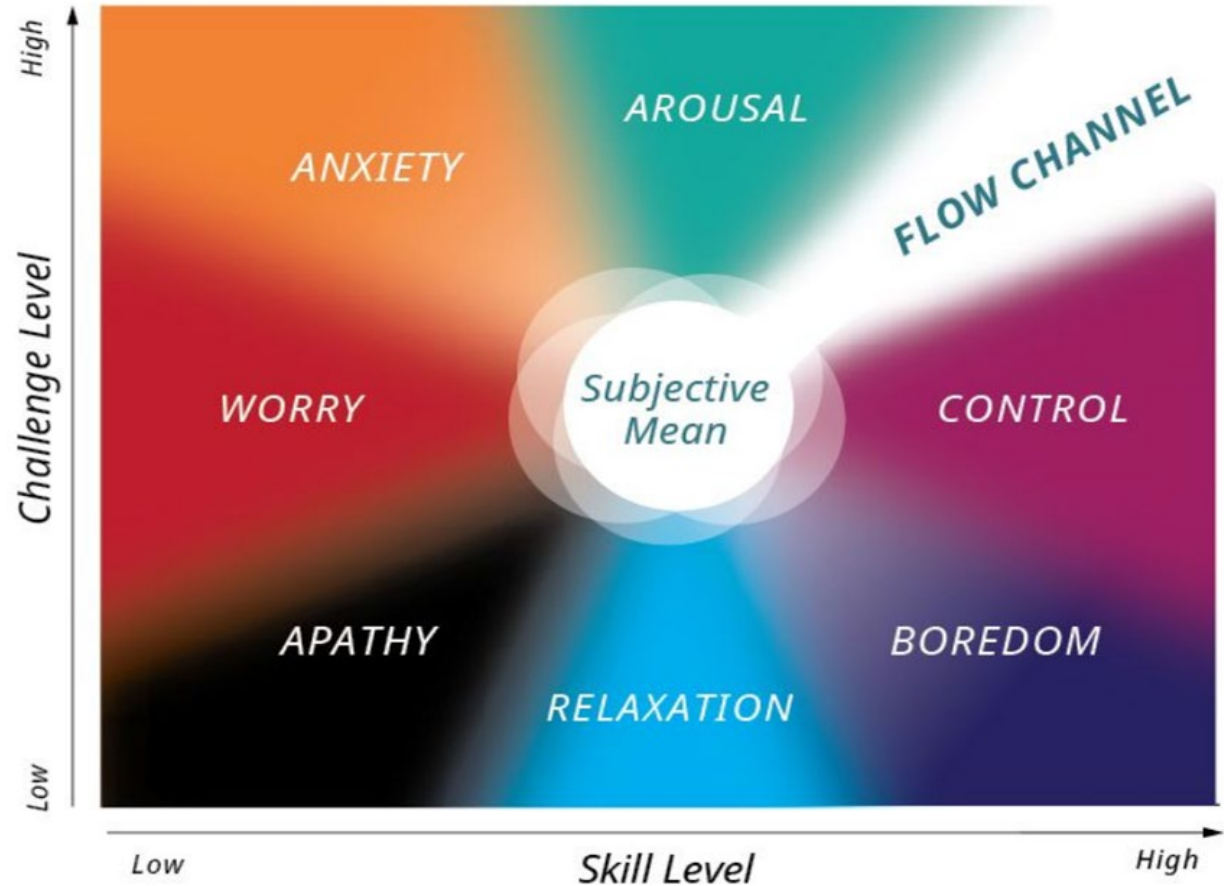 High
AROUSAL
FLOW CHANNEL
ANXIETY
Challenge Level
WORRY
Subjective
Mean
CONTROL
APATHY
BOREDOM
RELAXATION
Low
Low
Skill Level
High